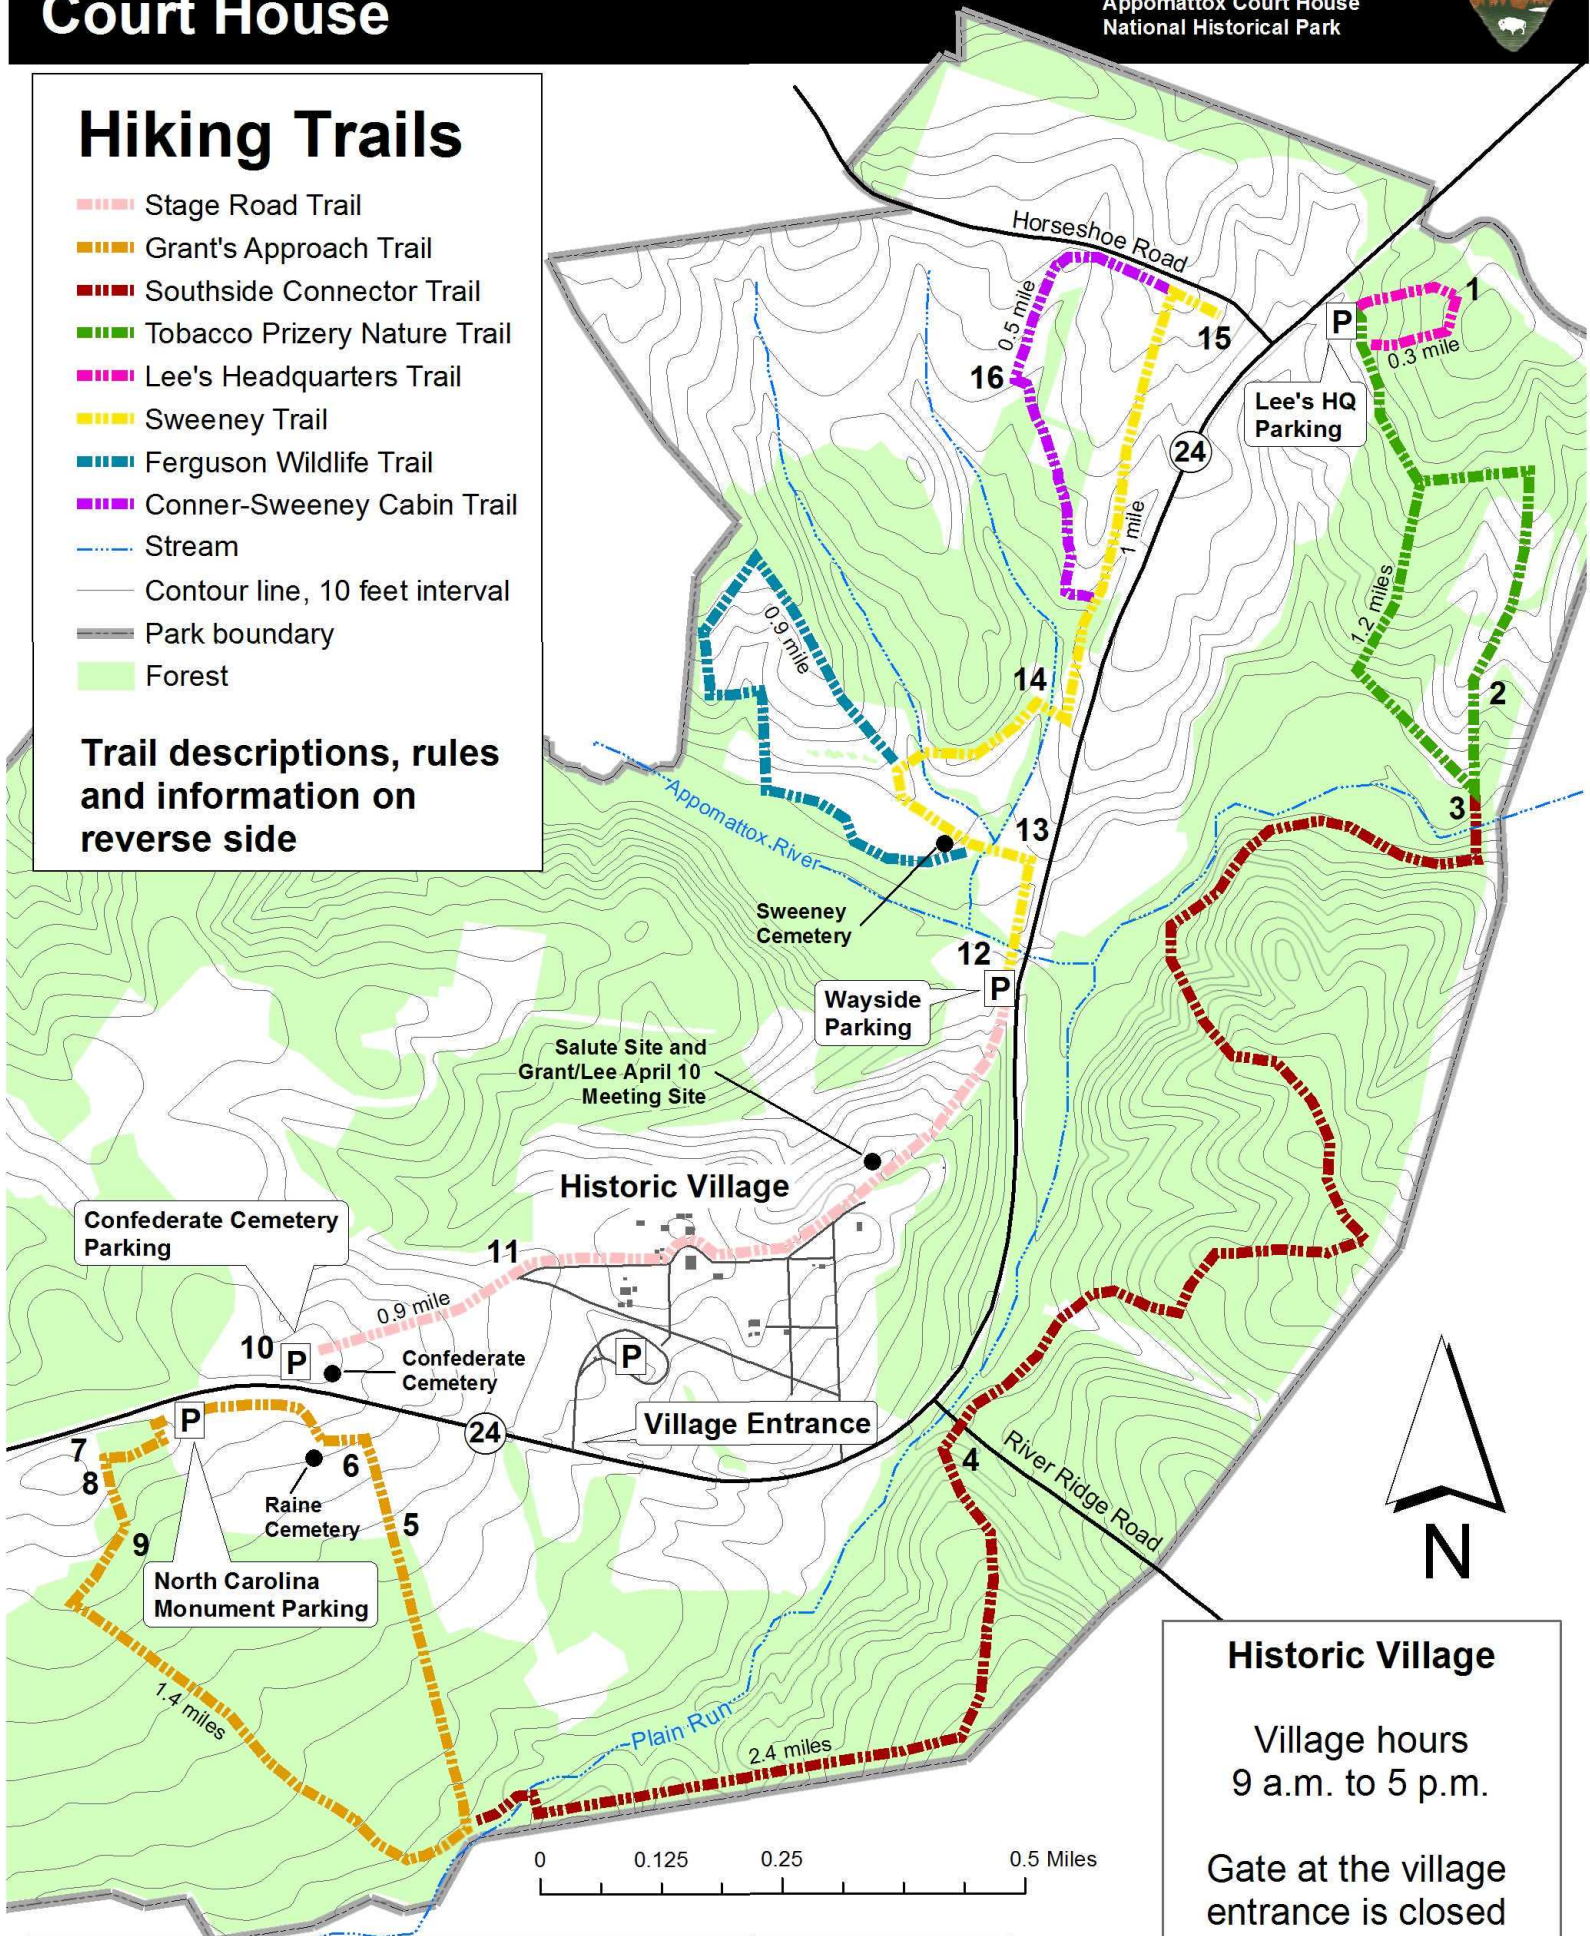 Court House
Appomattox Court House
National Historical Park
Hiking Trails
Stage Road Trail
Grant's Approach Trail
Southside Connector Trail
Tobacco Prizery Nature Trail
Lee's Headquarters Trail
Sweeney Trail
Ferguson Wildlife Trail
Conner-Sweeney Cabin Trail
Stream
Contour line, 10 feet interval
Park boundary
Forest
Trail descriptions, rules
and information on
reverse side
Horseshoe Road
0.5 mile
16
15
1
P
0.3 mile
Lee's HQ
Parking
24
1 mile
0.9 mile
1.2 miles
14
2
3
Appomattox River
13
Sweeney
Cemetery
12
P
Wayside
Parking
Salute Site and
Grant/Lee April 10
Meeting Site
Historic Village
Confederate Cemetery
Parking
11
0.9 mile
10
P
Confederate
Cemetery
P
P
24
Village Entrance
7
8
6
Raine
Cemetery
5
9
North Carolina
Monument Parking
4
River Ridge Road
N
1.4 miles
Plain Run
2.4 miles
0 0.125 0.25 0.5 Miles
Historic Village
Village hours
9 a.m. to 5 p.m.
Gate at the village
entrance is closed